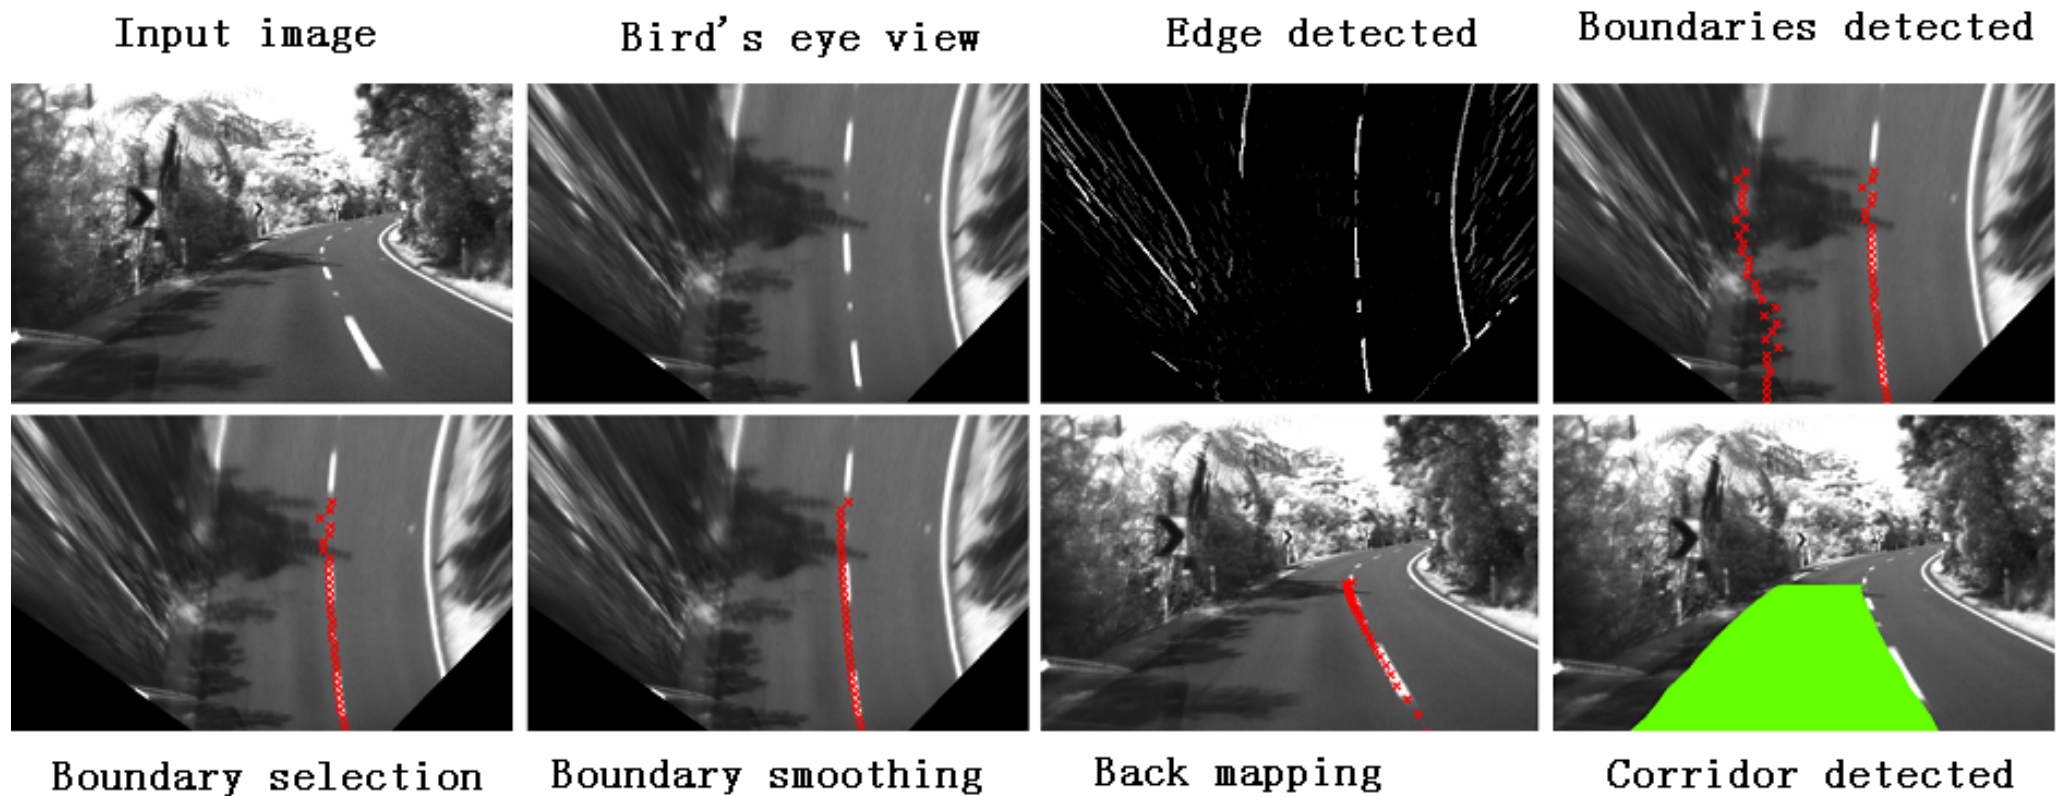 Input image
Bird's eye view
Edge detected
Boundaries detected
Boundary selection
Boundary smoothing
Back mapping
Corridor detected